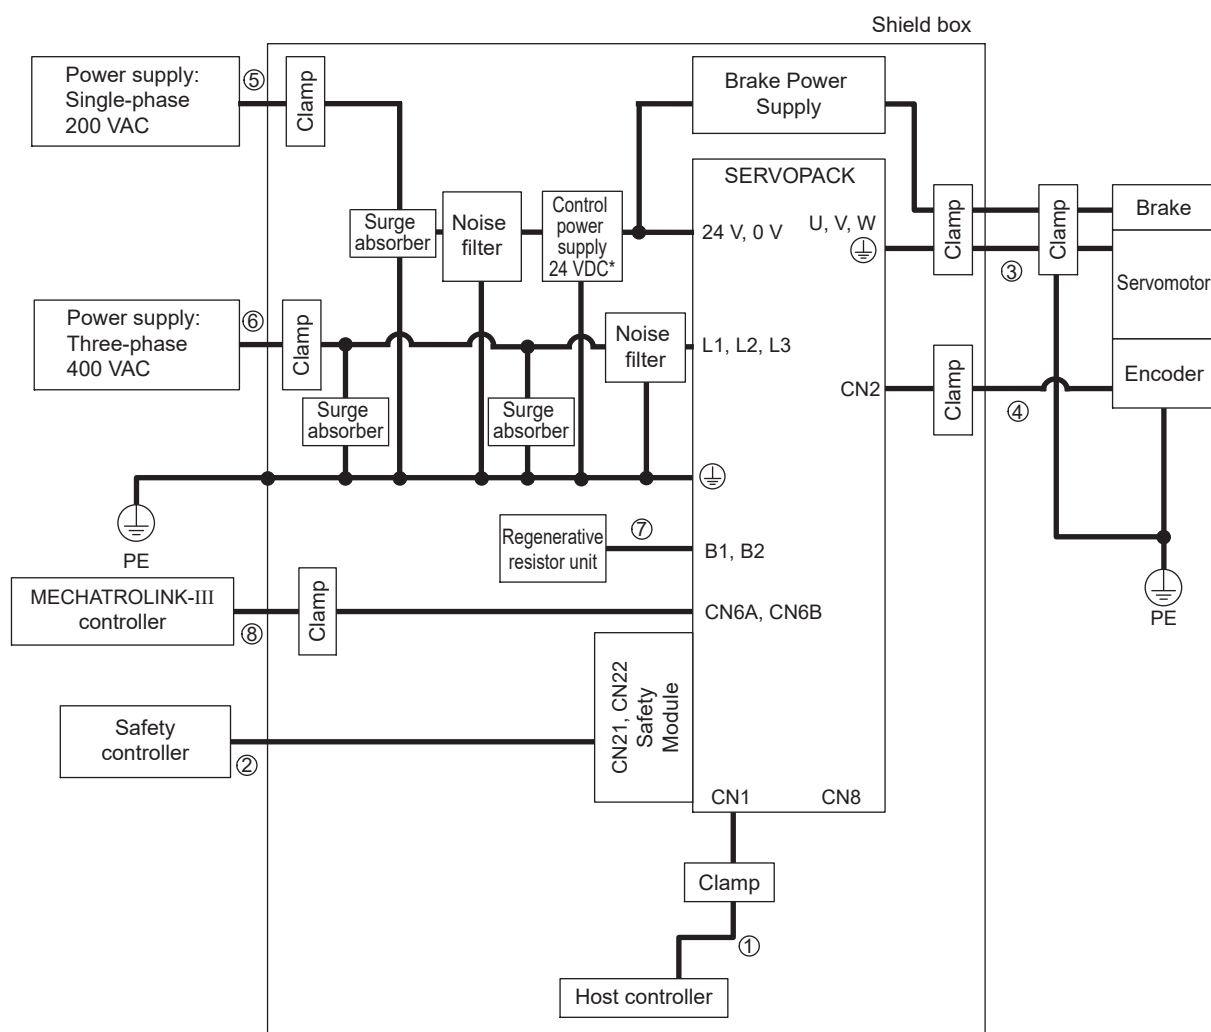 Shield box
Power supply:
Single-phase
200 VAC
⑤
Clamp
Brake Power
Supply
SERVOPACK
Surge
absorber
Noise
filter
Control
power
supply
24 VDC*
24 V, 0 V
U, V, W
Clamp
Clamp
③
Brake
Servomotor
Encoder
Power supply:
Three-phase
400 VAC
⑥
Clamp
Surge
absorber
Surge
absorber
Noise
filter
L1, L2, L3
CN2
Clamp
④
PE
Regenerative
resistor unit
⑦
B1, B2
PE
MECHATROLINK-III
controller
⑧
Clamp
CN6A, CN6B
Safety
controller
②
CN21, CN22
Safety
Module
CN1
CN8
Clamp
①
Host controller